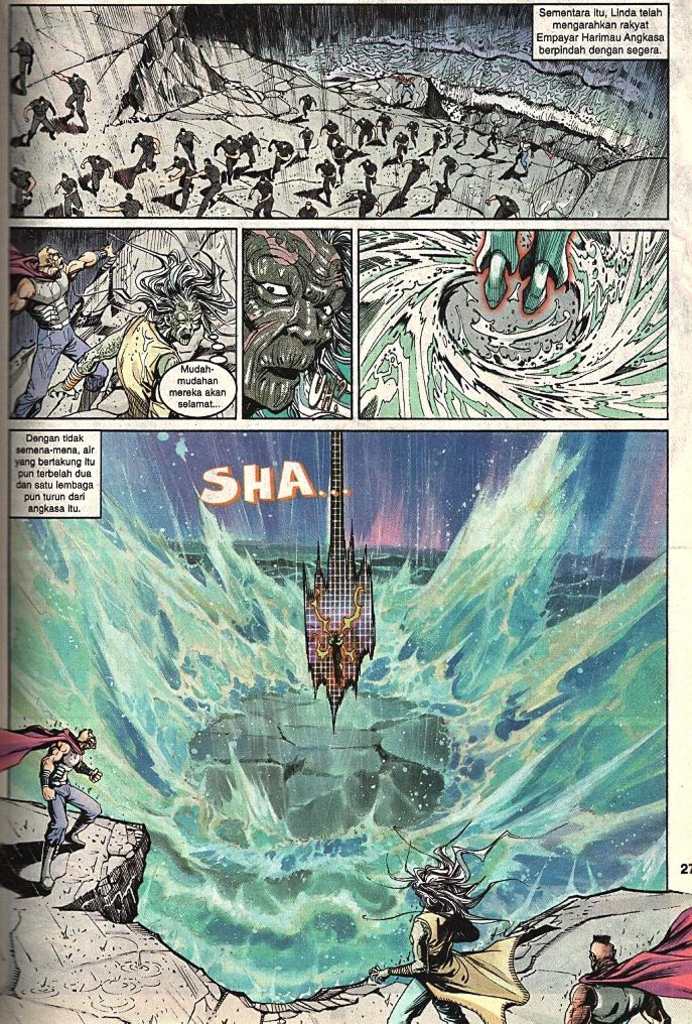 Sementara itu, Linda telah
mengarahkan rakyat
Empayar Harimau Angkasa
berpindah dengan segera.
Mudah-
mudahan
mereka akan
selamat...
Dengan tidak
semena-mena, air
yang bertakung itu
pun terbelah dua
dan satu lembaga
pun turun dari
angkasa itu.
SHA...